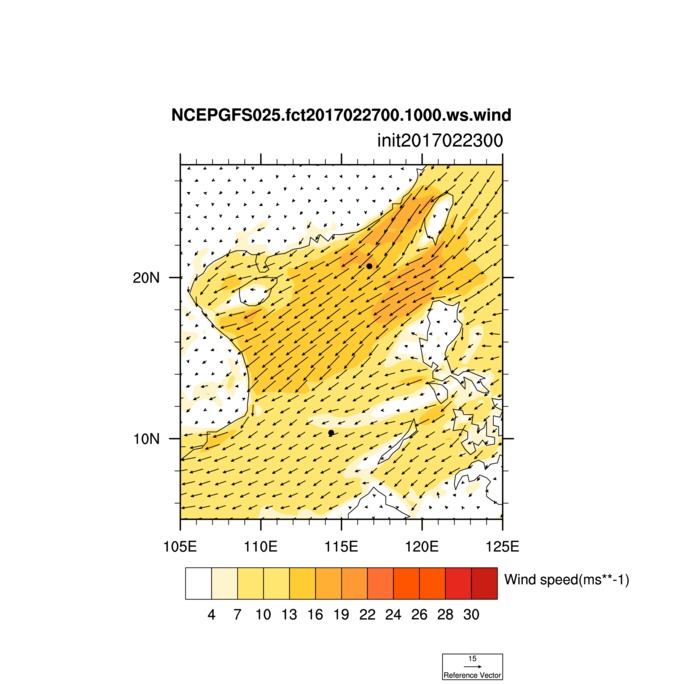 NCEPGFS025.fct2017022700.1000.ws.wind
init2017022300
20N
10N
105E 110E 115E 120E 125E
Wind speed(ms**-1)
4 7 10 13 16 19 22 24 26 28 30
15
Reference Vector